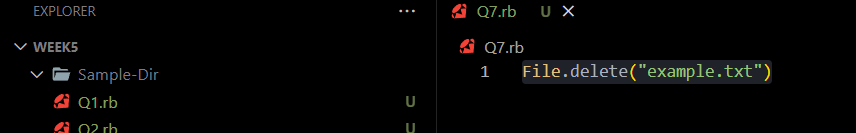 EXPLORER
···
Q7.rb U
WEEK5
Q7.rb
Sample-Dir
1 File.delete("example.txt")
Q1.rb U
Q2.rb U